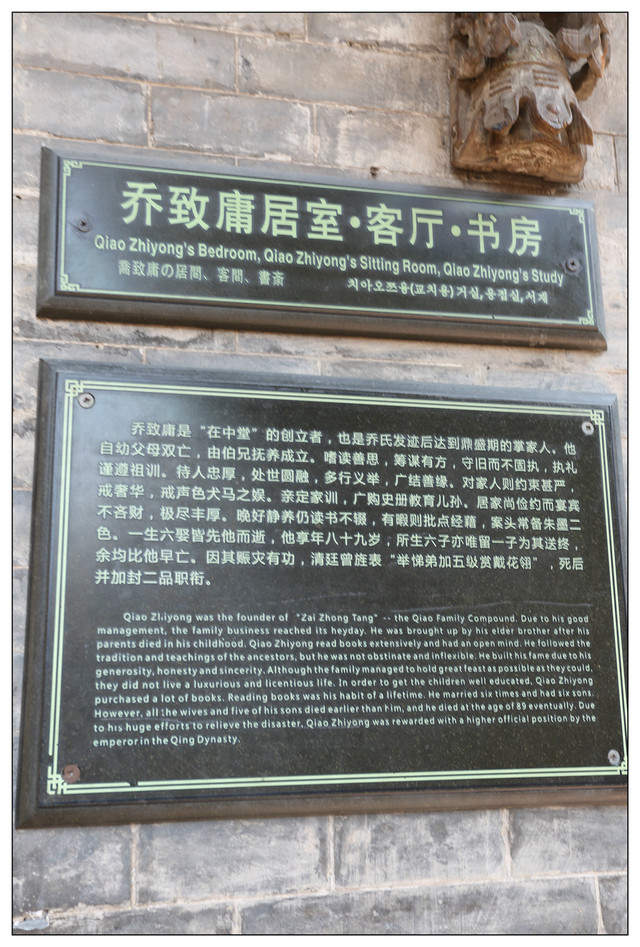 乔致庸居室·客厅·书房
Qiao Zhiyong's Bedroom, Qiao Zhiyong's Sitting Room, Qiao Zhiyong's Study
喬致庸の居間、客間、書斎
치아오쯔융(교치용)거실,응접실,서재
乔致庸是“在中堂”的创立者，也是乔氏发迹后达到鼎盛期的掌家人。他
自幼父母双亡，由伯兄抚养成立。嗜读善思，筹谋有方，守旧而不固执，执礼
谨遵祖训。待人忠厚，处世圆融，多行义举，广结善缘。对家人则约束甚严，
戒奢华，戒声色犬马之娱。亲定家训，广购史册教育儿孙。居家尚俭约而宴宾
不吝财，极尽丰厚。晚好静养仍读书不辍，有暇则批点经藉，案头常备朱墨二
色。一生六娶皆先他而逝，他享年八十九岁，所生六子亦唯留一子为其送终，
余均比他早亡。因其赈灾有功，清廷曾旌表“举悌弟加五级赏戴花翎”，死后
并加封二品职衔。
Qiao Zhiyong was the founder of "Zai Zhong Tang" -- the Qiao Family Compound. Due to his good
management, the family business reached its heyday. He was brought up by his elder brother after his
parents died in his childhood. Qiao Zhiyong read books extensively and had an open mind. He followed the
tradition and teachings of the ancestors, but he was not obstinate and inflexible. He built his fame due to his
generosity, honesty and sincerity. Although the family managed to hold great feast as possible as they could,
they did not live a luxurious and licentious life. In order to get the children well educated, Qiao Zhiyong
purchased a lot of books. Reading books was his habit of a lifetime. He married six times and had six sons.
However, all the wives and five of his sons died earlier than him, and he died at the age of 89 eventually. Due
to his huge efforts to relieve the disaster, Qiao Zhiyong was rewarded with a higher official position by the
emperor in the Qing Dynasty.